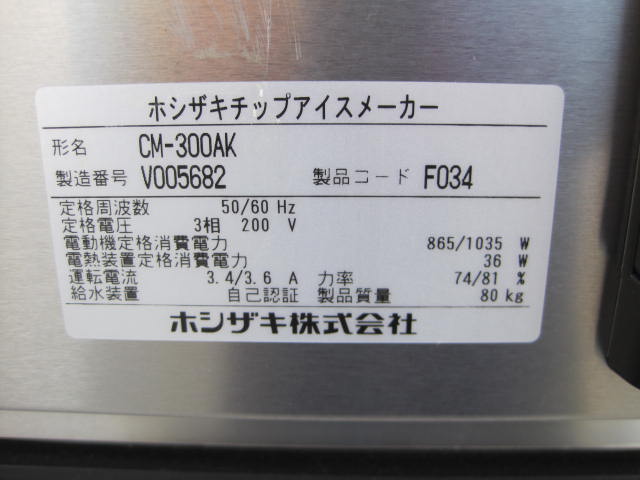 ホシザキチップアイスメーカー
形名 CM-300AK
製造番号 V005682 製品コード F034
定格周波数 50/60 Hz
定格電圧 3相 200 V
電動機定格消費電力 865/1035 W
電熱装置定格消費電力 36 W
運転電流 3.4/3.6 A 力率 74/81 %
給水装置 自己認証 製品質量 80 kg
ホシザキ株式会社